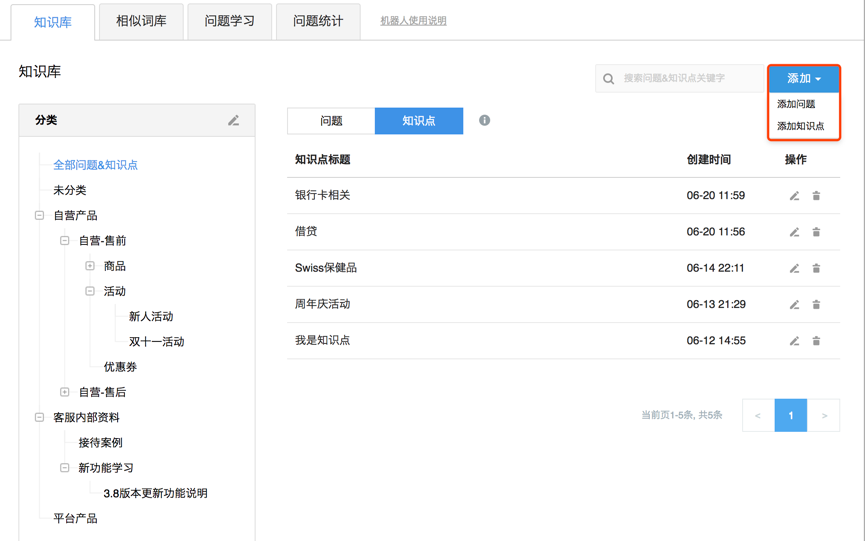 知识库 相似词库 问题学习 问题统计 机器人使用说明
知识库
搜索问题&知识点关键字
添加
添加问题
添加知识点
分类
全部问题&知识点
未分类
自营产品
自营-售前
商品
活动
新人活动
双十一活动
优惠券
自营-售后
客服内部资料
接待案例
新功能学习
3.8版本更新功能说明
平台产品
问题 知识点
知识点标题 创建时间 操作
银行卡相关 06-20 11:59
借贷 06-20 11:56
Swiss保健品 06-14 22:11
周年庆活动 06-13 21:29
我是知识点 06-12 14:55
当前页1-5条, 共5条 < 1 >